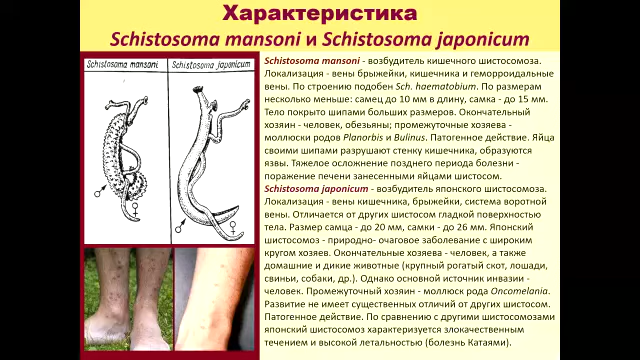 Характеристика
Schistosoma mansoni и Schistosoma japonicum
Schistosoma mansoni
Schistosoma japonicum
♂
♀
♂
♀
Schistosoma mansoni - возбудитель кишечного шистосомоза.
Локализация - вены брыжейки, кишечника и геморроидальные
вены. По строению подобен Sch. haematobium. По размерам
несколько меньше: самец до 10 мм в длину, самка - до 15 мм.
Тело покрыто шипами больших размеров. Окончательный
хозяин - человек, обезьяны; промежуточные хозяева -
моллюски родов Planorbis и Bulinus. Патогенное действие. Яйца
своими шипами разрушают стенку кишечника, образуются
язвы. Тяжелое осложнение позднего периода болезни -
поражение печени занесенными яйцами шистосом.
Schistosoma japonicum - возбудитель японского шистосомоза.
Локализация - вены кишечника, брыжейки, система воротной
вены. Отличается от других шистосом гладкой поверхностью
тела. Размер самца - до 20 мм, самки - до 26 мм. Японский
шистосомоз - природно- очаговое заболевание с широким
кругом хозяев. Окончательные хозяева - человек, а также
домашние и дикие животные (крупный рогатый скот, лошади,
свиньи, собаки, др.). Однако основной источник инвазии -
человек. Промежуточный хозяин - моллюск рода Oncomelania.
Развитие не имеет существенных отличий от других шистосом.
Патогенное действие. По сравнению с другими шистосомозами
японский шистосомоз характеризуется злокачественным
течением и высокой летальностью (болезнь Катаями).